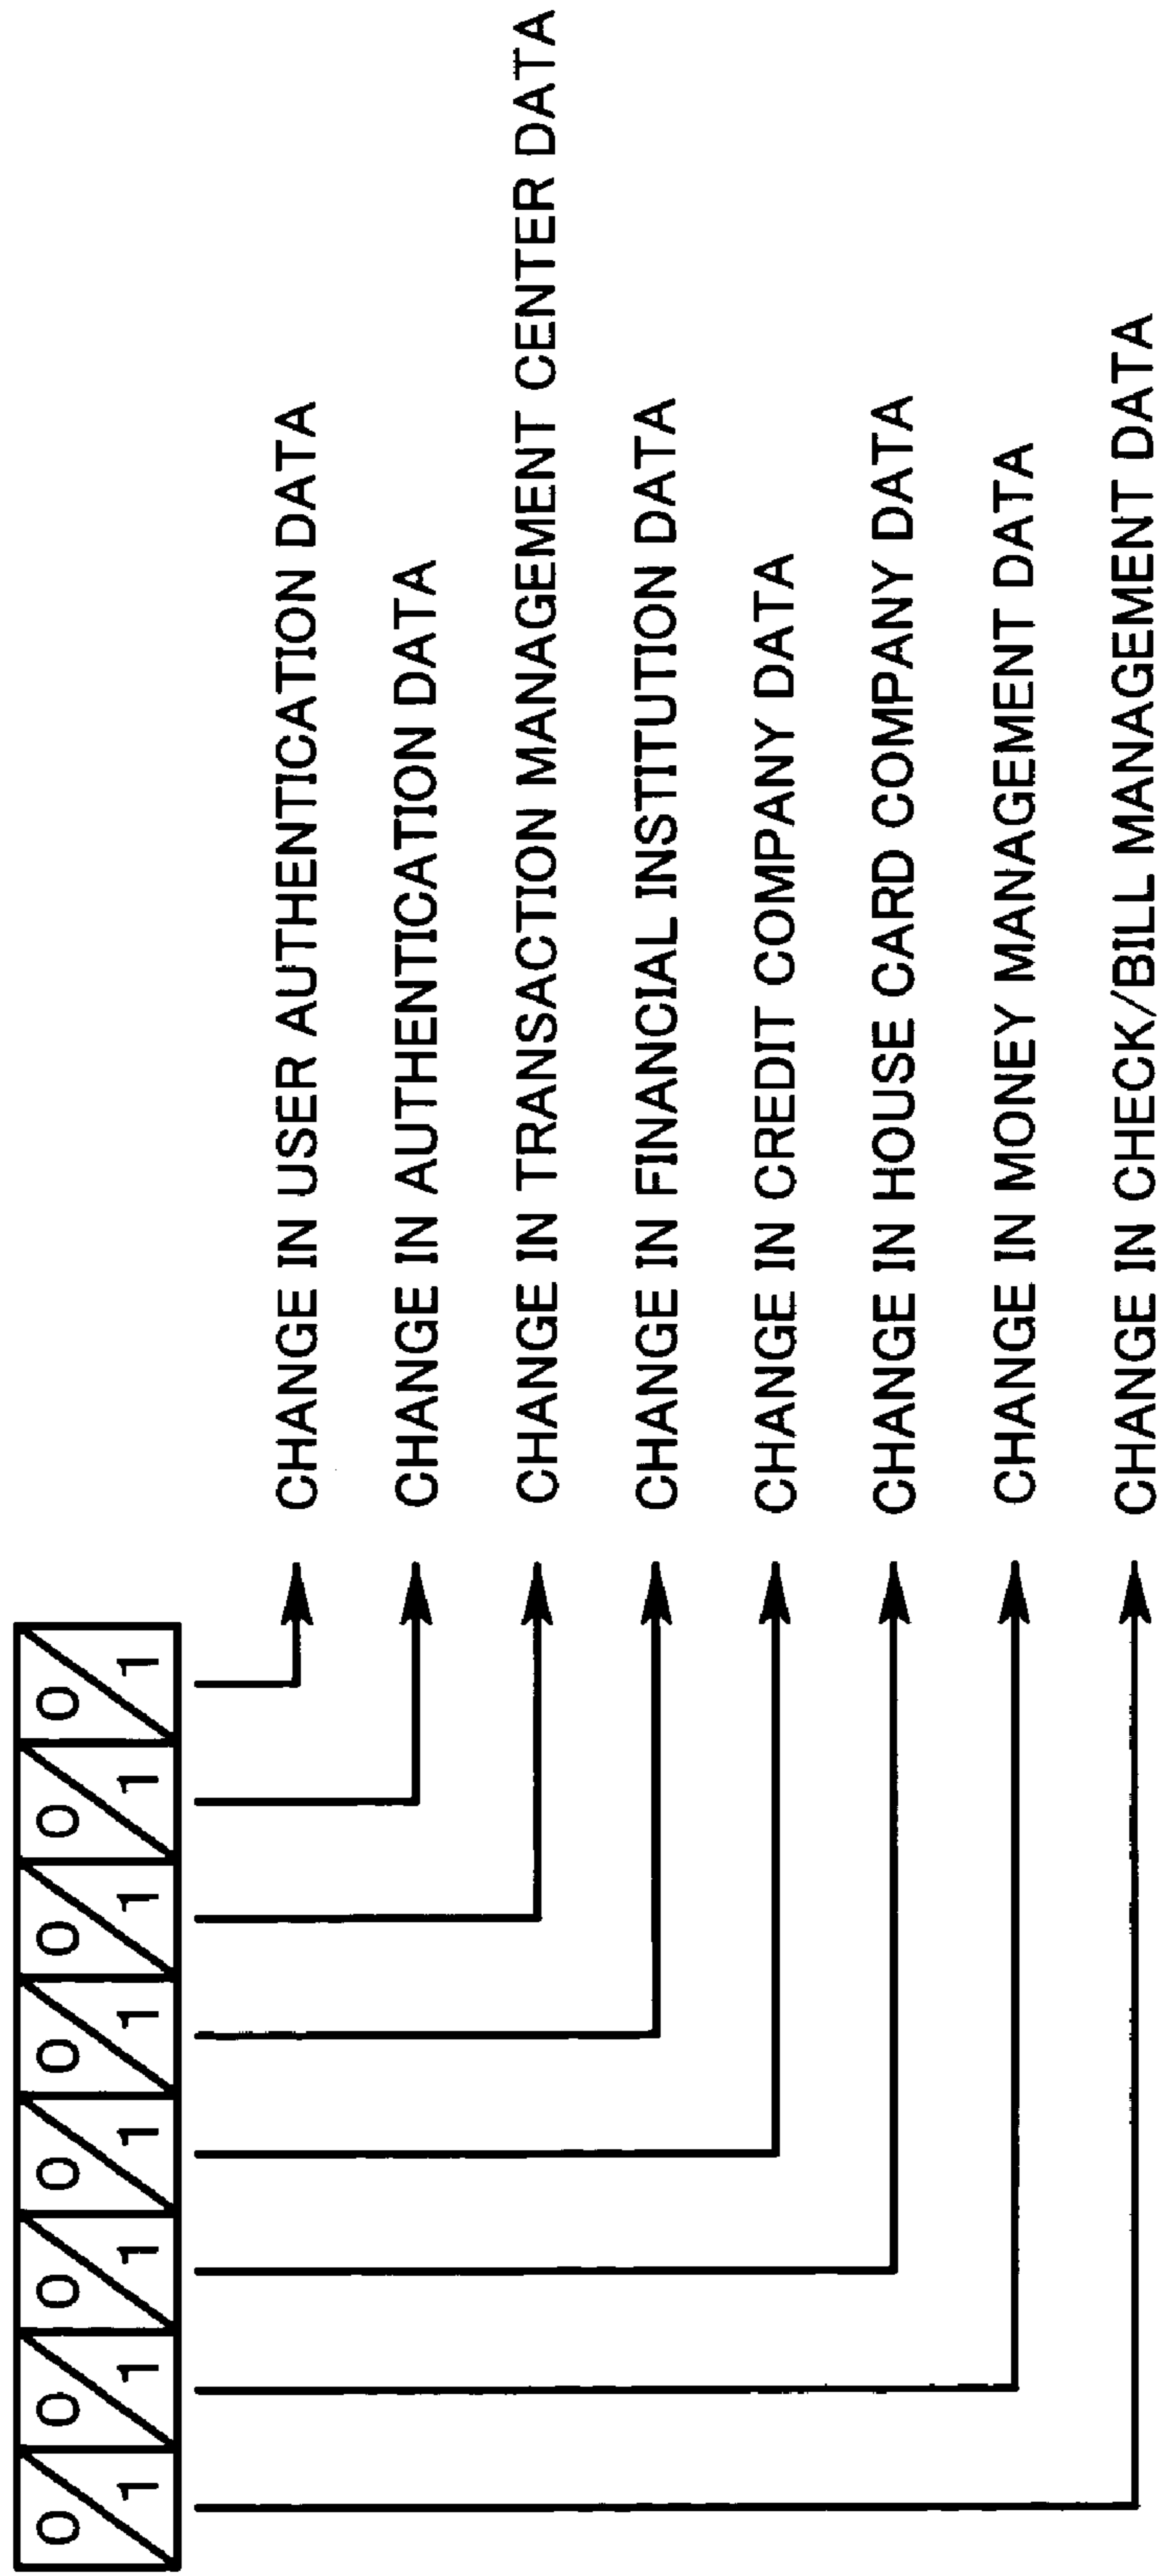 0/1 0/1 0/1 0/1 0/1 0/1 0/1 0/1
CHANGE IN USER AUTHENTICATION DATA
CHANGE IN AUTHENTICATION DATA
CHANGE IN TRANSACTION MANAGEMENT CENTER DATA
CHANGE IN FINANCIAL INSTITUTION DATA
CHANGE IN CREDIT COMPANY DATA
CHANGE IN HOUSE CARD COMPANY DATA
CHANGE IN MONEY MANAGEMENT DATA
CHANGE IN CHECK/BILL MANAGEMENT DATA